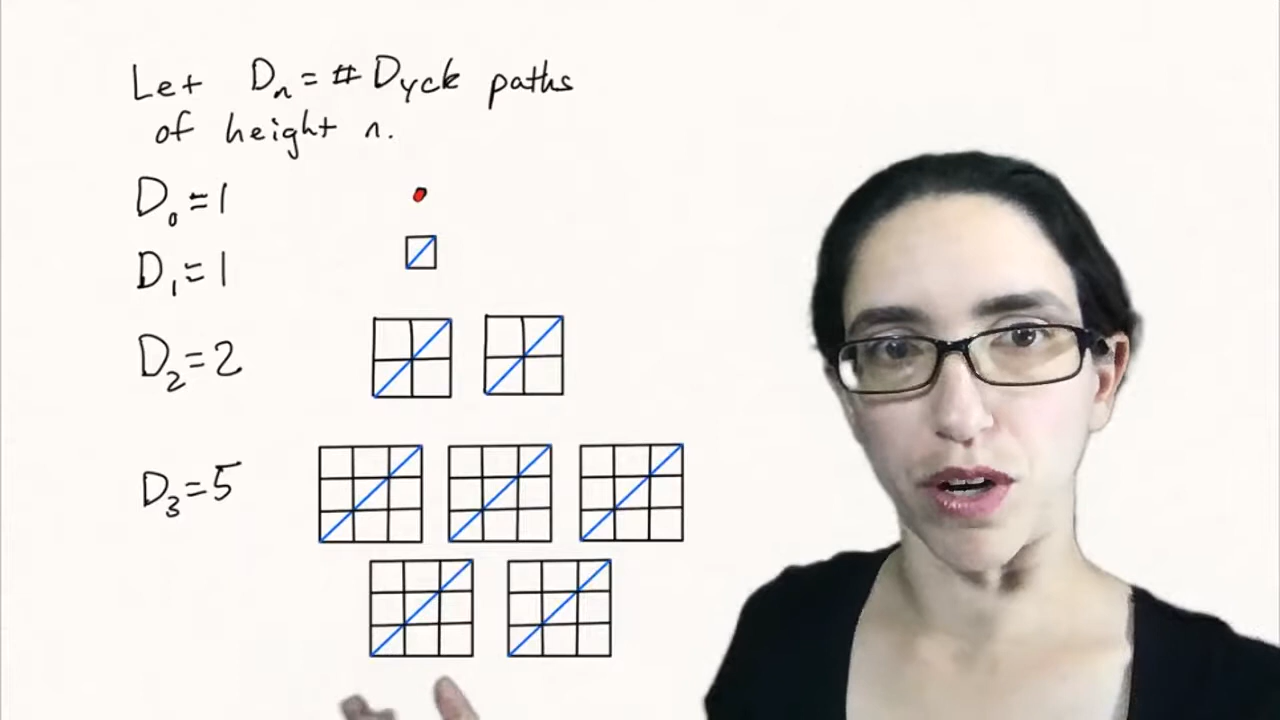 Let Dₙ = # Dyck paths
of height n.
D₀ = 1
D₁ = 1
D₂ = 2
D₃ = 5